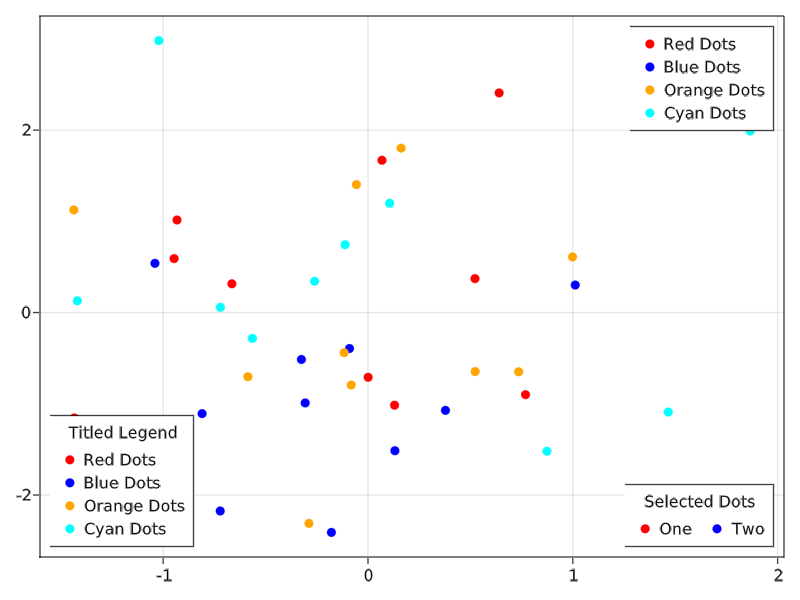 Red Dots
Blue Dots
Orange Dots
Cyan Dots
2
0
-2
Titled Legend
Red Dots
Blue Dots
Orange Dots
Cyan Dots
Selected Dots
One Two
-1 0 1 2